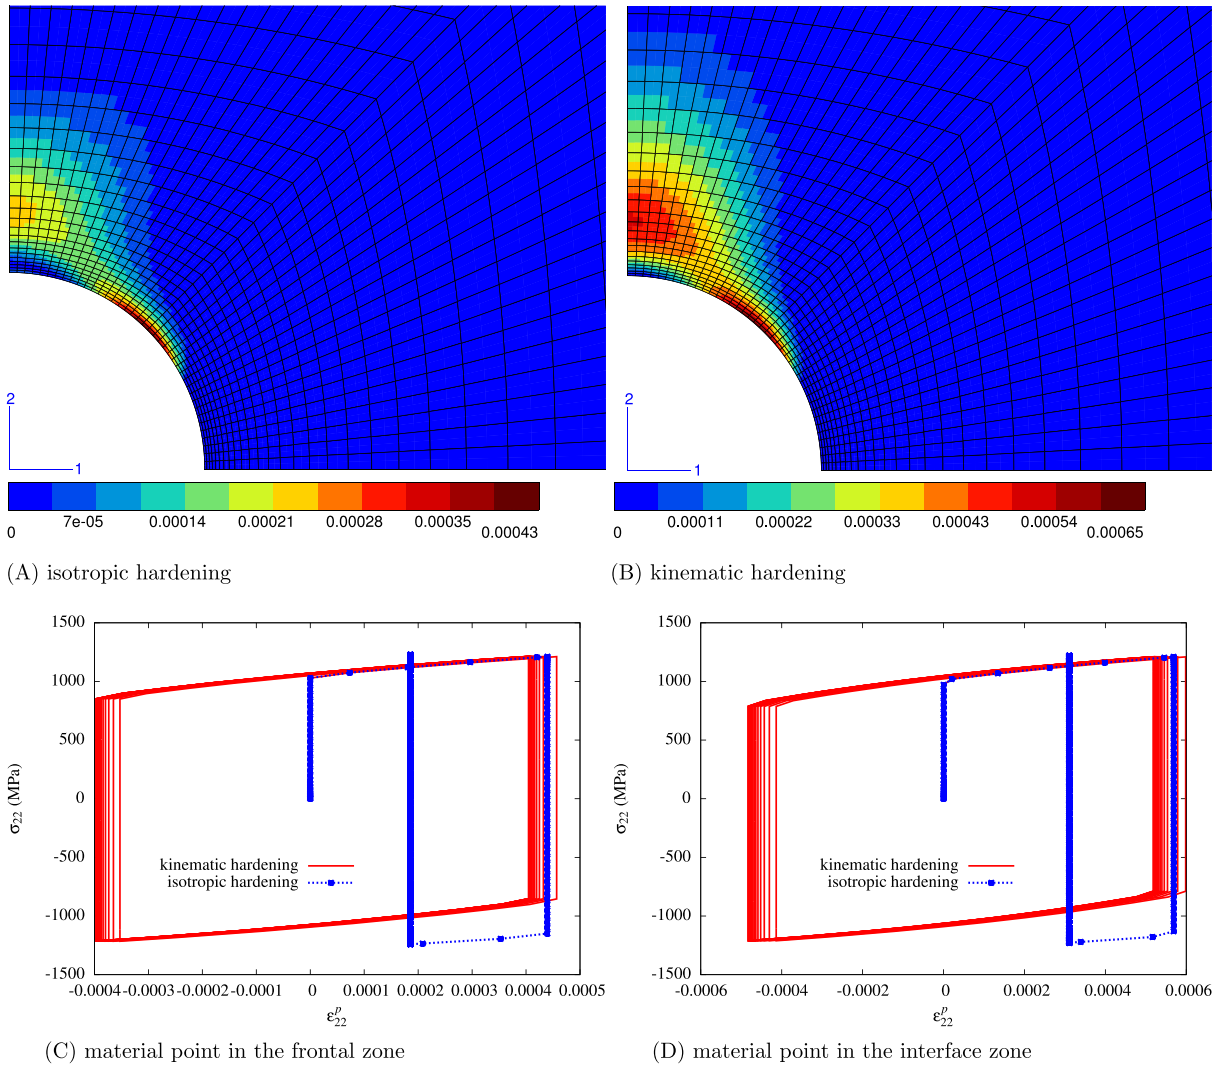 2
1
0
7e-05
0.00014
0.00021
0.00028
0.00035
0.00043
(A) isotropic hardening
2
1
0
0.00011
0.00022
0.00033
0.00043
0.00054
0.00065
(B) kinematic hardening
1500
1000
500
0
-500
-1000
-1500
σ22 (MPa)
kinematic hardening
isotropic hardening
-0.0004 -0.0003 -0.0002 -0.0001 0 0.0001 0.0002 0.0003 0.0004 0.0005
ε^p_22
(C) material point in the frontal zone
1500
1000
500
0
-500
-1000
-1500
σ22 (MPa)
kinematic hardening
isotropic hardening
-0.0006 -0.0004 -0.0002 0 0.0002 0.0004 0.0006
ε^p_22
(D) material point in the interface zone